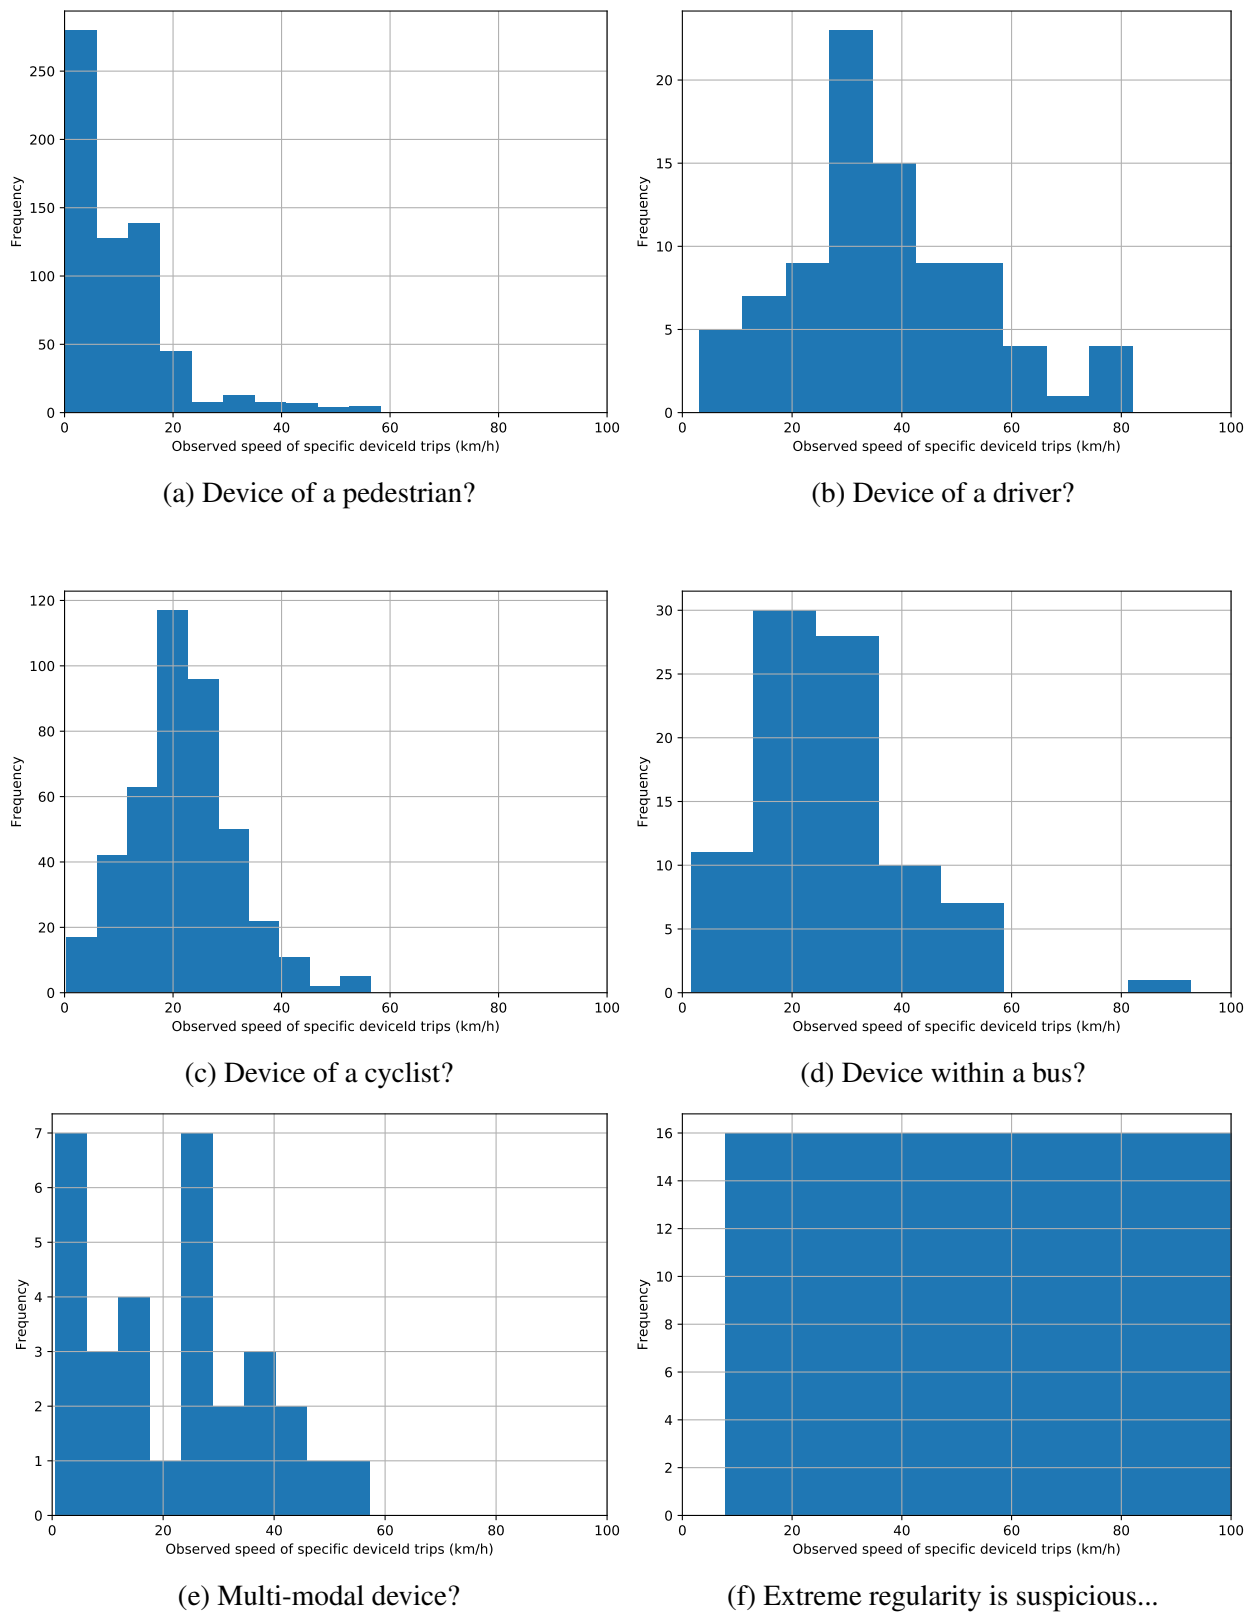 250
200
150
100
50
0
Frequency
0 20 40 60 80 100
Observed speed of specific deviceId trips (km/h)
(a) Device of a pedestrian?
20
15
10
5
0
Frequency
0 20 40 60 80 100
Observed speed of specific deviceId trips (km/h)
(b) Device of a driver?
120
100
80
60
40
20
0
Frequency
0 20 40 60 80 100
Observed speed of specific deviceId trips (km/h)
(c) Device of a cyclist?
30
25
20
15
10
5
0
Frequency
0 20 40 60 80 100
Observed speed of specific deviceId trips (km/h)
(d) Device within a bus?
7
6
5
4
3
2
1
0
Frequency
0 20 40 60 80 100
Observed speed of specific deviceId trips (km/h)
(e) Multi-modal device?
16
14
12
10
8
6
4
2
0
Frequency
0 20 40 60 80 100
Observed speed of specific deviceId trips (km/h)
(f) Extreme regularity is suspicious...